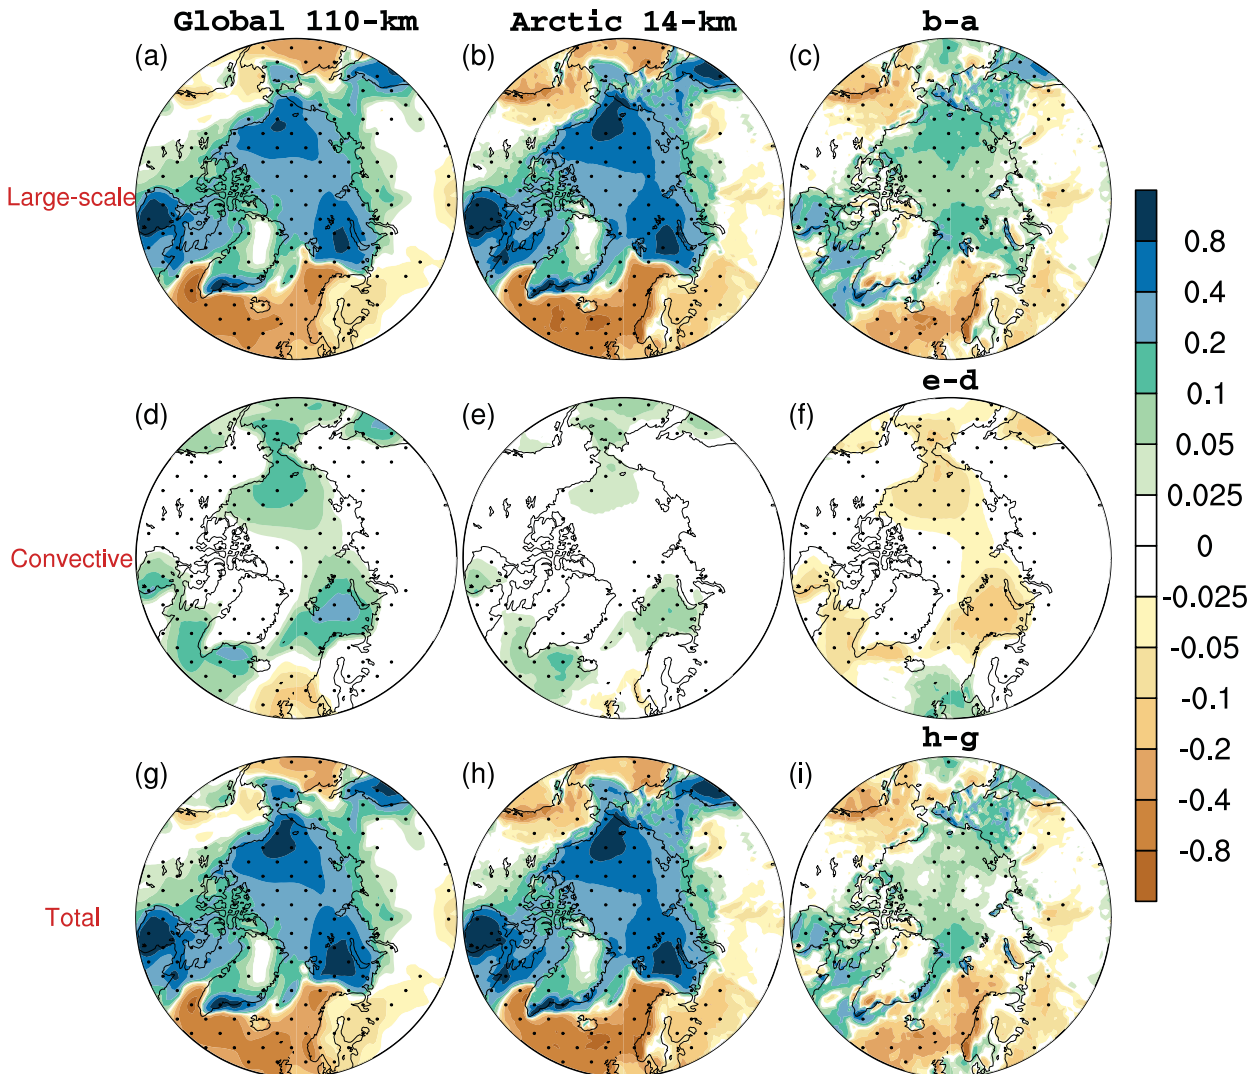 Global 110-km Arctic 14-km b-a
(a) (b) (c)
Large-scale
e-d
(d) (e) (f)
Convective
h-g
(g) (h) (i)
Total
0.8
0.4
0.2
0.1
0.05
0.025
0
-0.025
-0.05
-0.1
-0.2
-0.4
-0.8